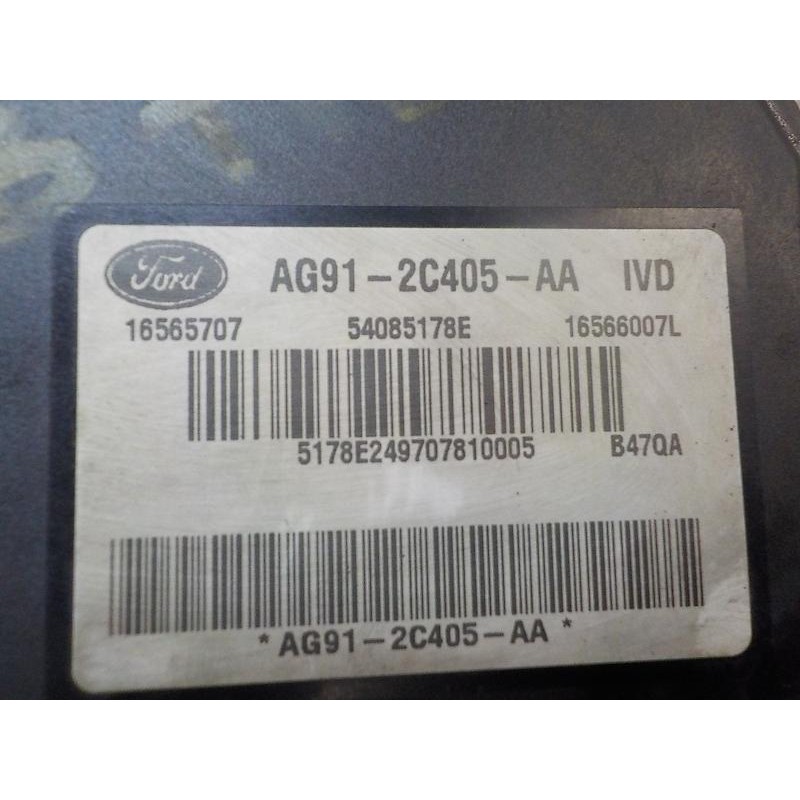 Ford AG91-2C405-AA IVD
16565707 54085178E 16566007L
5178E249707810005 B47QA
*AG91-2C405-AA*